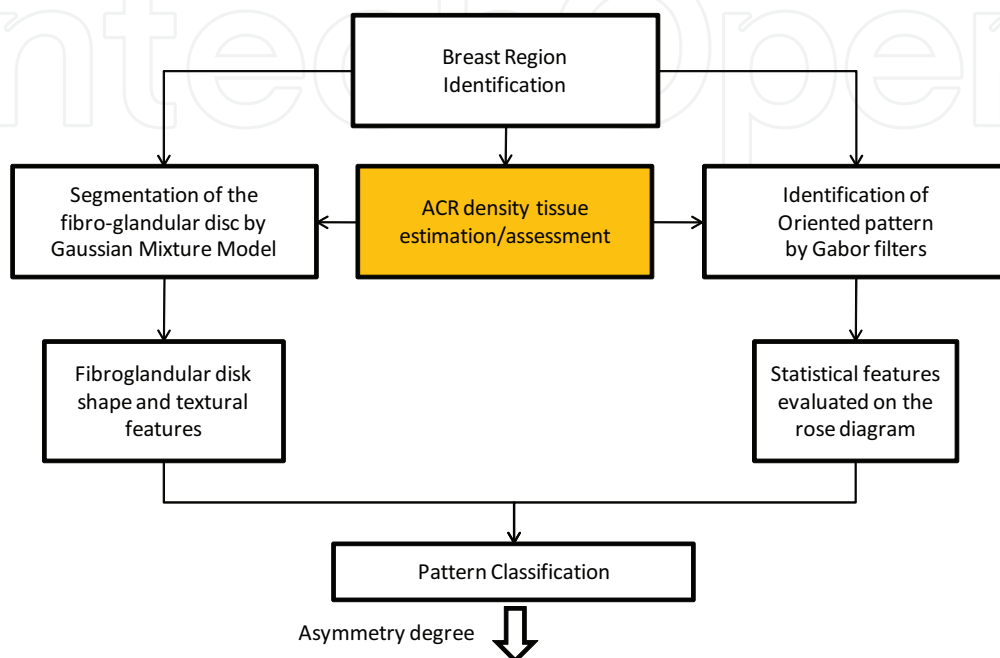 ntechOpen
Breast Region
Identification
Segmentation of the
fibro-glandular disc by
Gaussian Mixture Model
ACR density tissue
estimation/assessment
Identification of
Oriented pattern
by Gabor filters
Fibroglandular disk
shape and textural
features
Statistical features
evaluated on the
rose diagram
Pattern Classification
Asymmetry degree